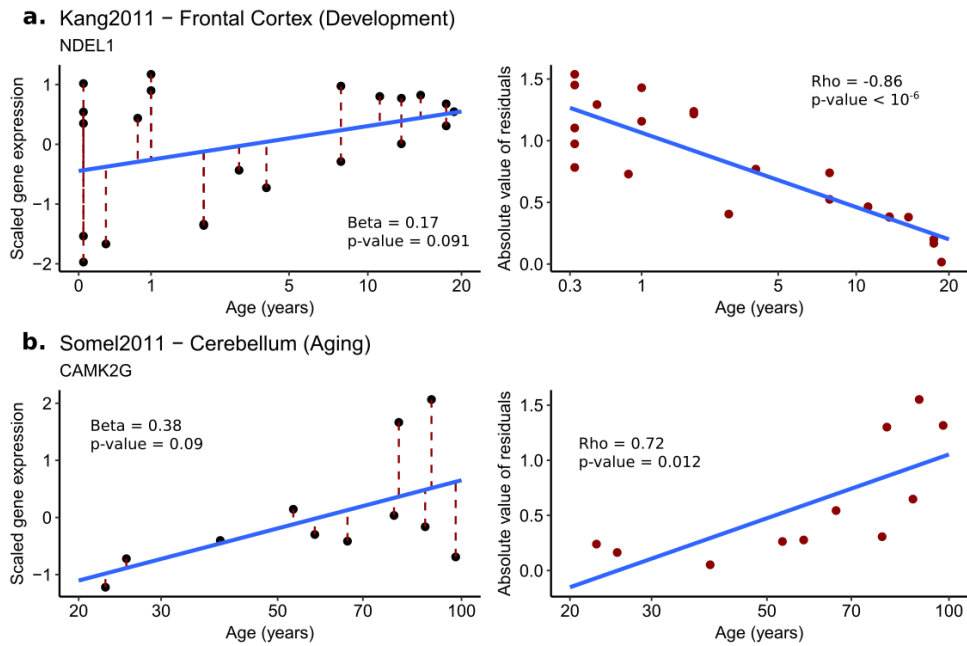 a. Kang2011 − Frontal Cortex (Development)
NDEL1
Scaled gene expression
1
0
−1
−2
Beta = 0.17
p-value = 0.091
0 1 5 10 20
Age (years)
Absolute value of residuals
1.5
1.0
0.5
0.0
Rho = -0.86
p-value < 10⁻⁶
0.3 1 5 10 20
Age (years)
b. Somel2011 − Cerebellum (Aging)
CAMK2G
Scaled gene expression
2
1
0
−1
Beta = 0.38
p-value = 0.09
20 30 50 70 100
Age (years)
Absolute value of residuals
1.5
1.0
0.5
0.0
Rho = 0.72
p-value = 0.012
20 30 50 70 100
Age (years)